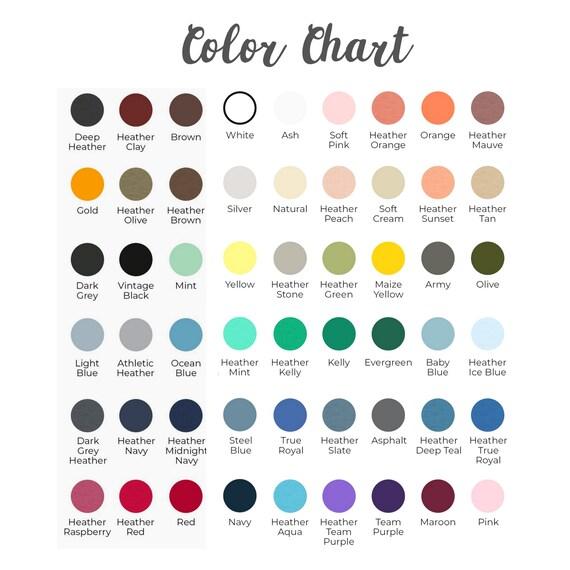 Color Chart
Deep Heather
Heather Clay
Brown
White
Ash
Soft Pink
Heather Orange
Orange
Heather Mauve
Gold
Heather Olive
Heather Brown
Silver
Natural
Heather Peach
Soft Cream
Heather Sunset
Heather Tan
Dark Grey
Vintage Black
Mint
Yellow
Heather Stone
Heather Green
Maize Yellow
Army
Olive
Light Blue
Athletic Heather
Ocean Blue
Heather Mint
Heather Kelly
Kelly
Evergreen
Baby Blue
Heather Ice Blue
Dark Grey Heather
Heather Navy
Heather Midnight Navy
Steel Blue
True Royal
Heather Slate
Asphalt
Heather Deep Teal
Heather True Royal
Heather Raspberry
Heather Red
Red
Navy
Heather Aqua
Heather Team Purple
Team Purple
Maroon
Pink